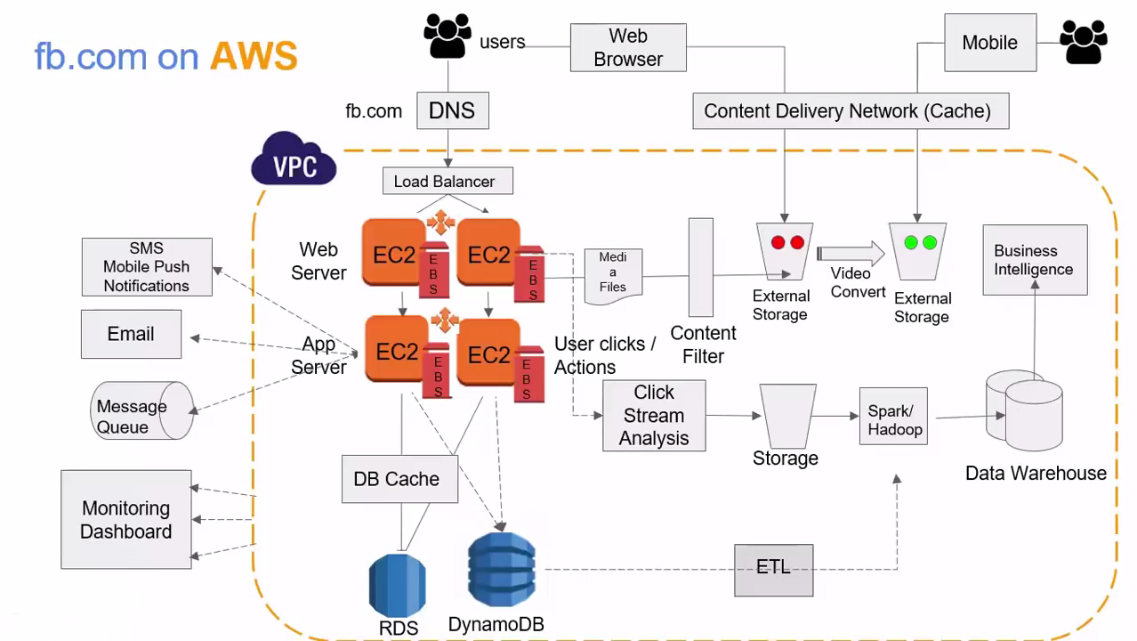 fb.com on AWS
users
Web
Browser
Mobile
fb.com
DNS
Content Delivery Network (Cache)
VPC
Load Balancer
Web
Server
EC2
EBS
EC2
EBS
Medi
a
Files
Content
Filter
External
Storage
Video
Convert
External
Storage
Business
Intelligence
SMS
Mobile Push
Notifications
Email
Message
Queue
App
Server
EC2
EBS
EC2
EBS
User clicks /
Actions
Click
Stream
Analysis
Storage
Spark/
Hadoop
Data Warehouse
Monitoring
Dashboard
DB Cache
RDS
DynamoDB
ETL